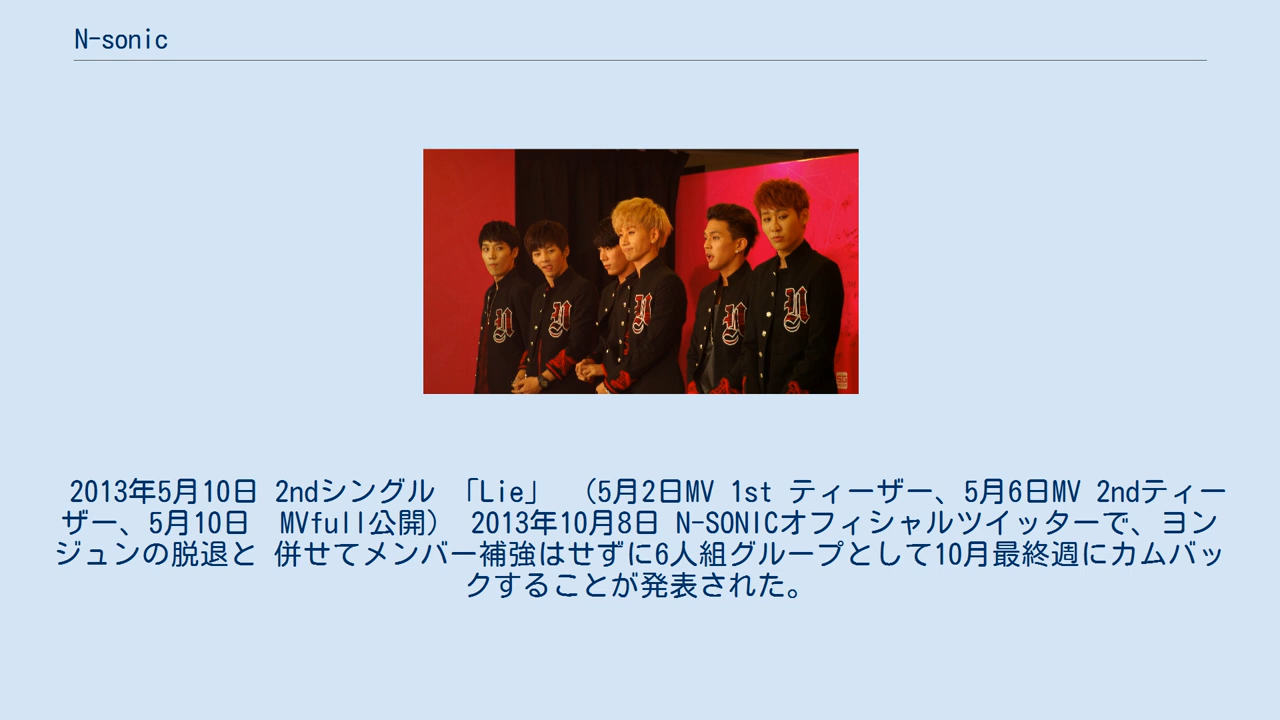 N-sonic
2013年5月10日 2ndシングル 「Lie」 （5月2日MV 1st ティーザー、5月6日MV 2ndティー
ザー、5月10日　MVfull公開） 2013年10月8日 N-SONICオフィシャルツイッターで、ヨン
ジュンの脱退と 併せてメンバー補強はせずに6人組グループとして10月最終週にカムバッ
クすることが発表された。